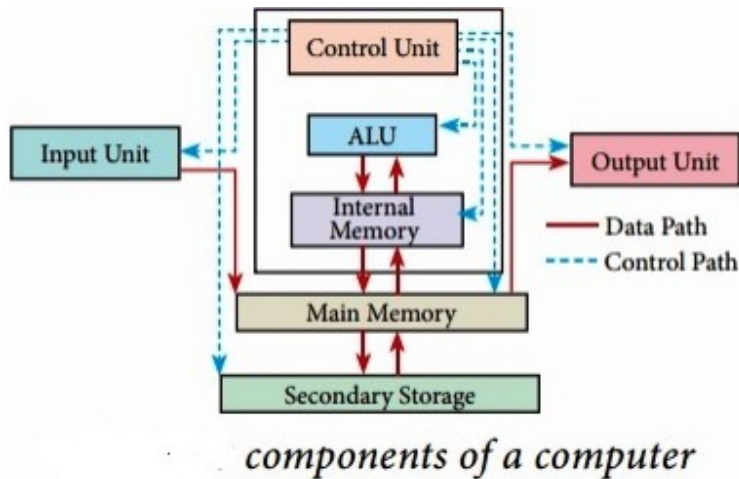 Control Unit
ALU
Input Unit
Output Unit
Internal
Memory
Data Path
Control Path
Main Memory
Secondary Storage
components of a computer